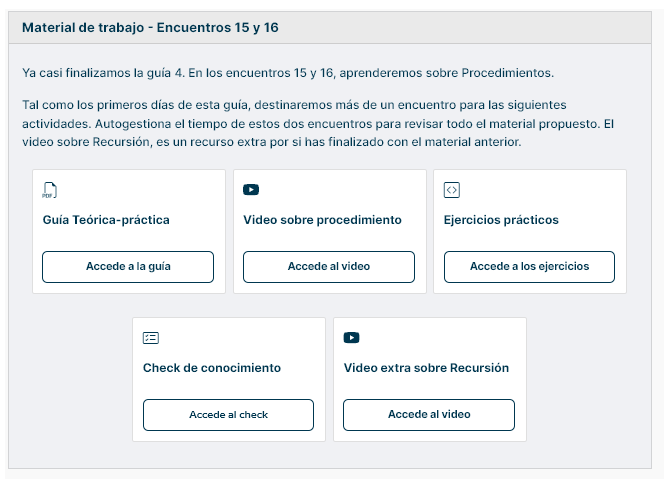 Material de trabajo - Encuentros 15 y 16
Ya casi finalizamos la guía 4. En los encuentros 15 y 16, aprenderemos sobre Procedimientos.
Tal como los primeros días de esta guía, destinaremos más de un encuentro para las siguientes
actividades. Autogestiona el tiempo de estos dos encuentros para revisar todo el material propuesto. El
video sobre Recursión, es un recurso extra por si has finalizado con el material anterior.
PDF
Guía Teórica-práctica
Accede a la guía
Video sobre procedimiento
Accede al video
Ejercicios prácticos
Accede a los ejercicios
Check de conocimiento
Accede al check
Video extra sobre Recursión
Accede al video